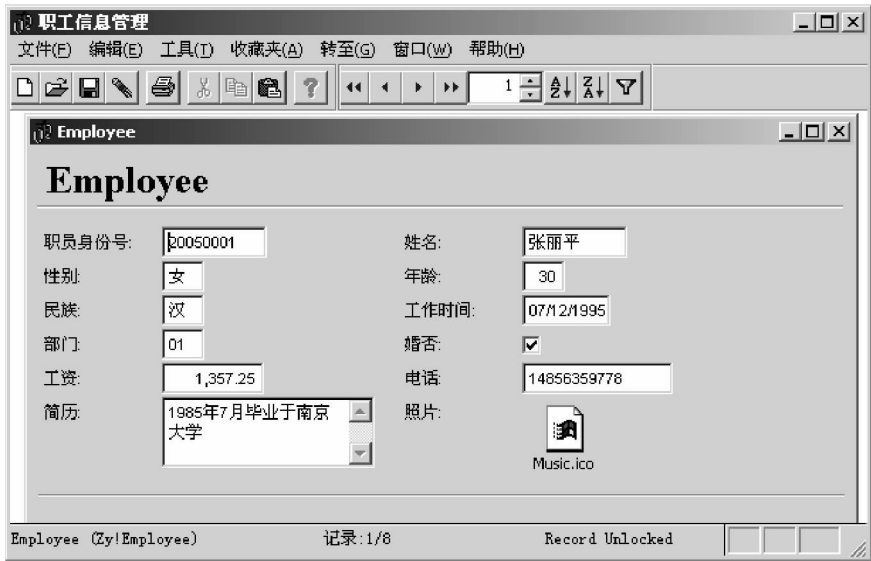 职工信息管理
文件(F) 编辑(E) 工具(T) 收藏夹(A) 转至(G) 窗口(W) 帮助(H)
1
Employee
Employee
职员身份号: 20050001 姓名: 张丽平
性别: 女 年龄: 30
民族: 汉 工作时间: 07/12/1995
部门: 01 婚否:
工资: 1,357.25 电话: 14856359778
简历: 1985年7月毕业于南京 照片:
大学
Music.ico
Employee (Zy!Employee) 记录:1/8 Record Unlocked